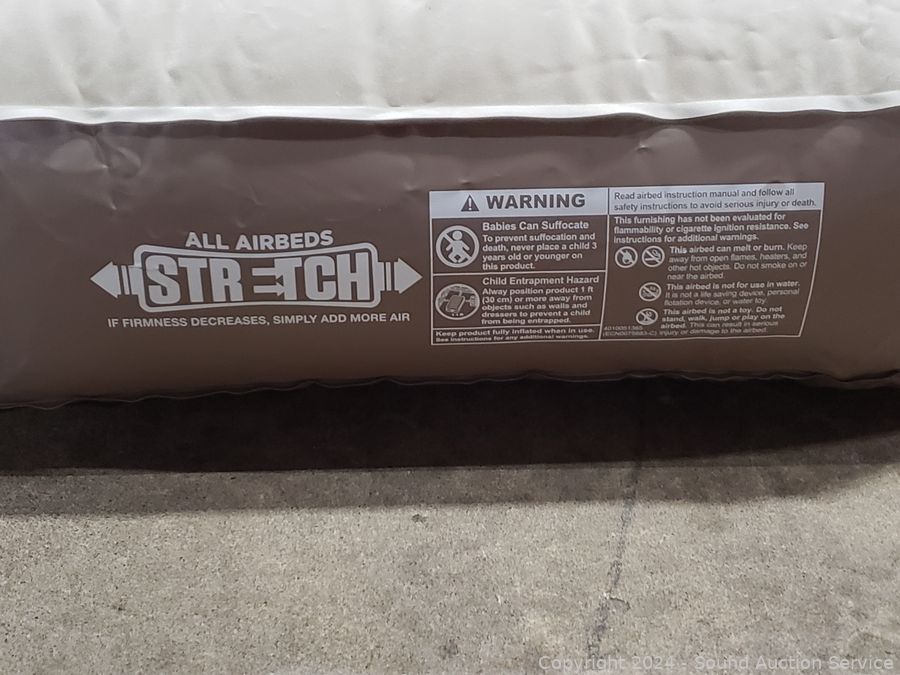 ALL AIRBEDS
STRETCH
IF FIRMNESS DECREASES, SIMPLY ADD MORE AIR
WARNING
Babies Can Suffocate
To prevent suffocation and
death, never place a child 3
years old or younger on
this product.
Child Entrapment Hazard
Alway position product 1 ft
(30 cm) or more away from
objects such as walls and
dressers to prevent a child
from being entrapped.
Keep product fully inflated when in use.
See instructions for any additional warnings.
Read airbed instruction manual and follow all
safety instructions to avoid serious injury or death.
This furnishing has not been evaluated for
flammability or cigarette ignition resistance. See
instructions for additional warnings.
This airbed can melt or burn. Keep
away from open flames, heaters, and
other hot objects. Do not smoke on or
near the airbed.
This airbed is not for use in water.
It is not a life saving device, personal
flotation device, or water toy.
This airbed is not a toy. Do not
stand, walk, jump or play on the
airbed. This can result in serious
injury or damage to the airbed.
4010051365
Copyright 2024 - Sound Auction Service